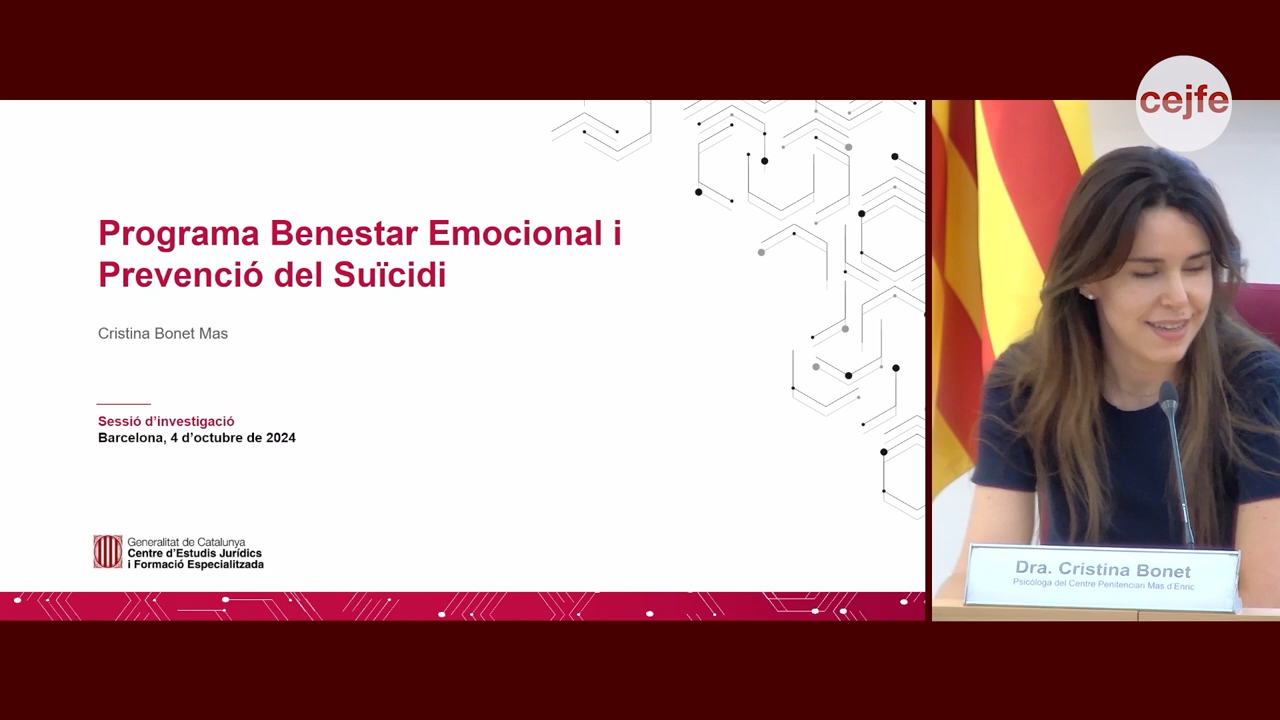 cejfe
Programa Benestar Emocional i
Prevenció del Suïcidi
Cristina Bonet Mas
Sessió d'investigació
Barcelona, 4 d'octubre de 2024
Generalitat de Catalunya
Centre d'Estudis Jurídics
i Formació Especialitzada
Dra. Cristina Bonet
Psicòloga del Centre Penitenciari Mas d'Enric